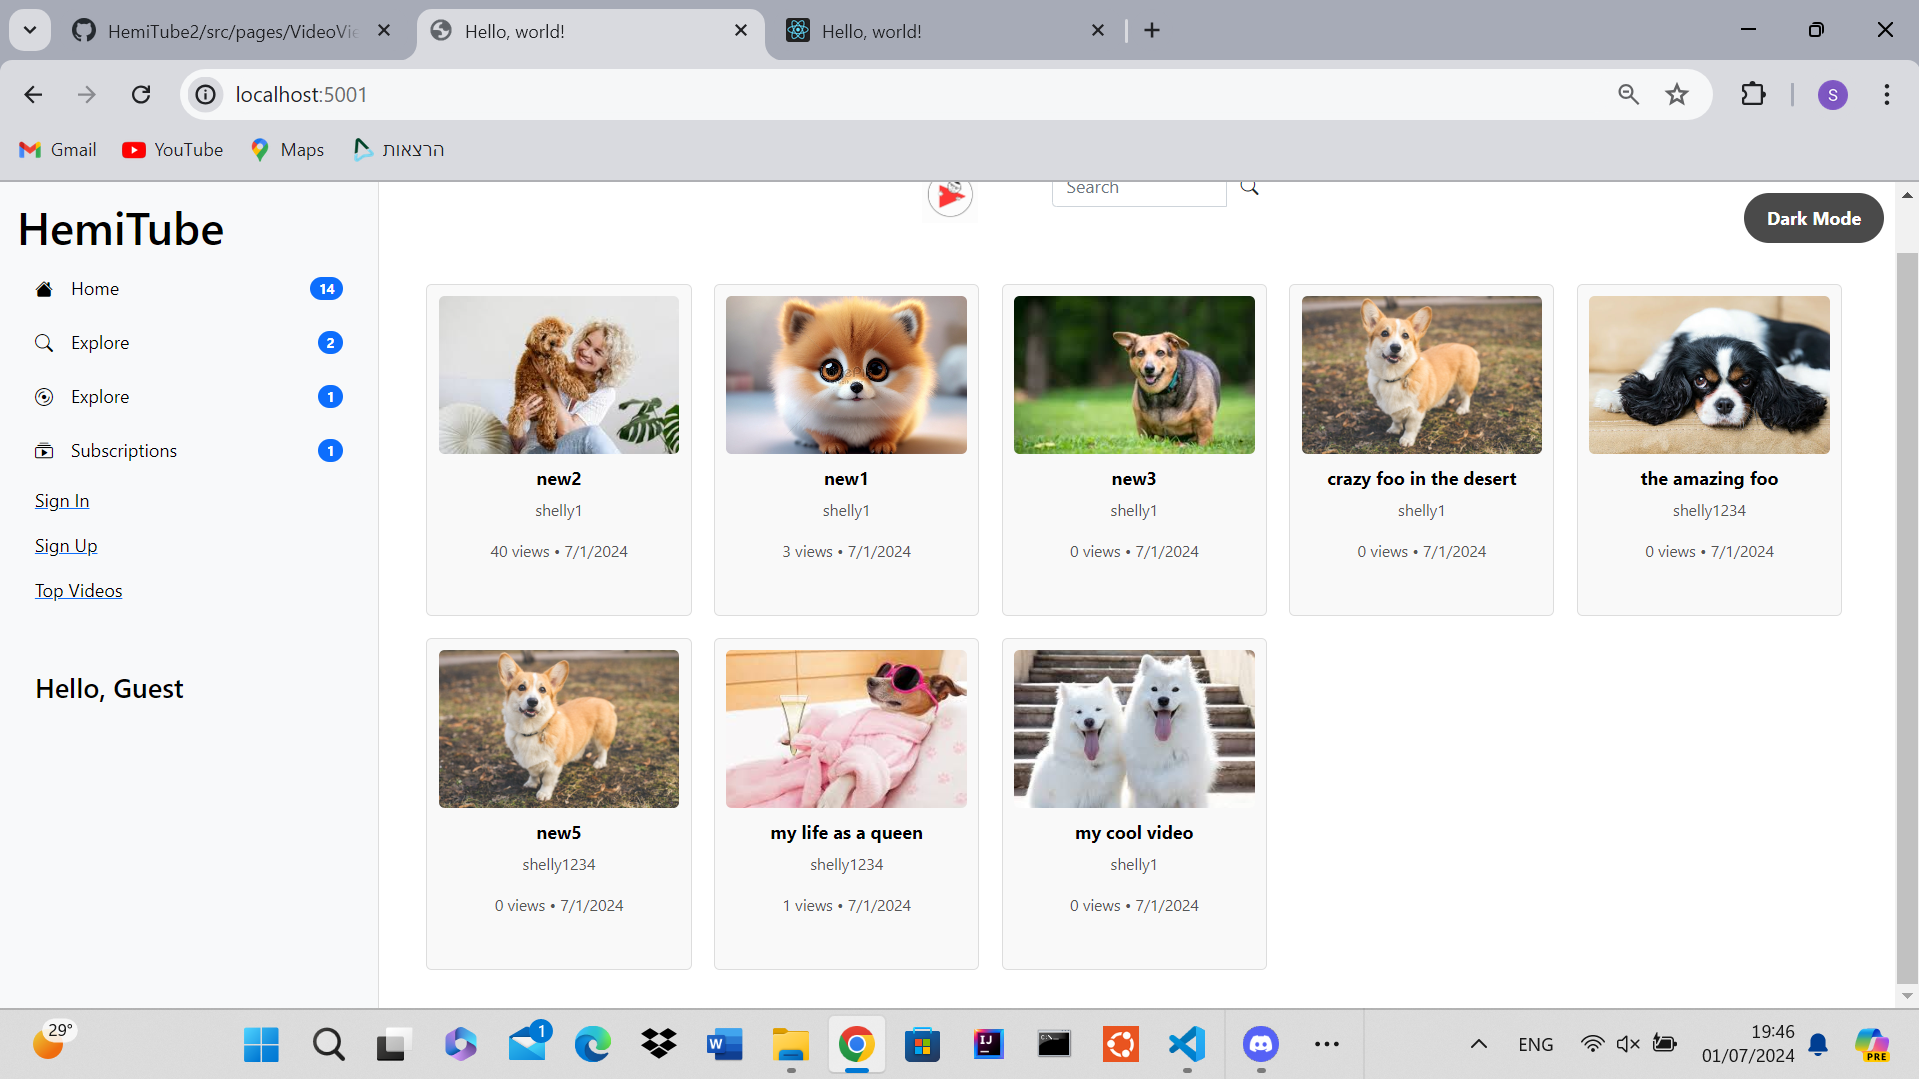 HemiTube2/src/pages/VideoVie
Hello, world!
Hello, world!
localhost:5001
S
Gmail
YouTube
Maps
הרצאות
HemiTube
Search
Dark Mode
Home 14
Explore 2
Explore 1
Subscriptions 1
Sign In
Sign Up
Top Videos
Hello, Guest
new2
shelly1
40 views • 7/1/2024
new1
shelly1
3 views • 7/1/2024
new3
shelly1
0 views • 7/1/2024
crazy foo in the desert
shelly1
0 views • 7/1/2024
the amazing foo
shelly1234
0 views • 7/1/2024
new5
shelly1234
0 views • 7/1/2024
my life as a queen
shelly1234
1 views • 7/1/2024
my cool video
shelly1
0 views • 7/1/2024
29°
1
W
IJ
ENG
19:46
01/07/2024
PRE